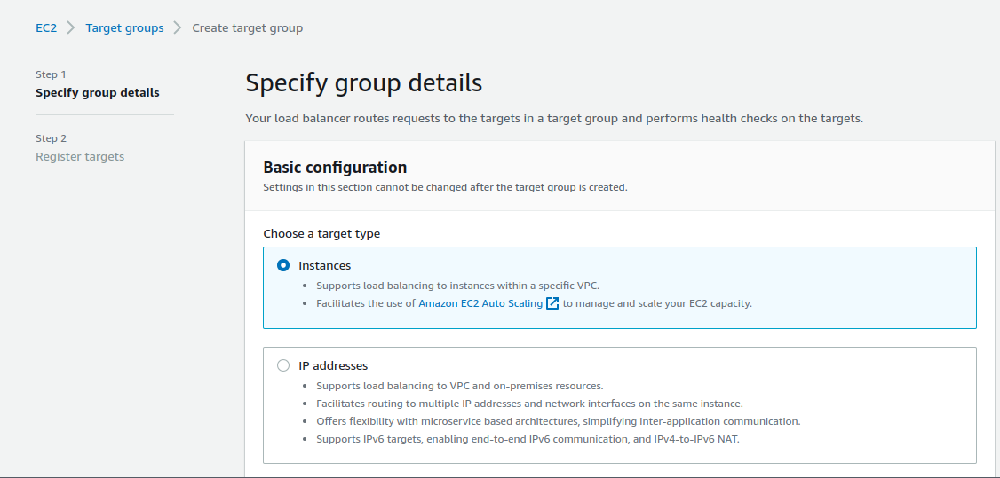 EC2 > Target groups > Create target group
Step 1
Specify group details
Step 2
Register targets
Specify group details
Your load balancer routes requests to the targets in a target group and performs health checks on the targets.
Basic configuration
Settings in this section cannot be changed after the target group is created.
Choose a target type
Instances
• Supports load balancing to instances within a specific VPC.
• Facilitates the use of Amazon EC2 Auto Scaling to manage and scale your EC2 capacity.
IP addresses
• Supports load balancing to VPC and on-premises resources.
• Facilitates routing to multiple IP addresses and network interfaces on the same instance.
• Offers flexibility with microservice based architectures, simplifying inter-application communication.
• Supports IPv6 targets, enabling end-to-end IPv6 communication, and IPv4-to-IPv6 NAT.